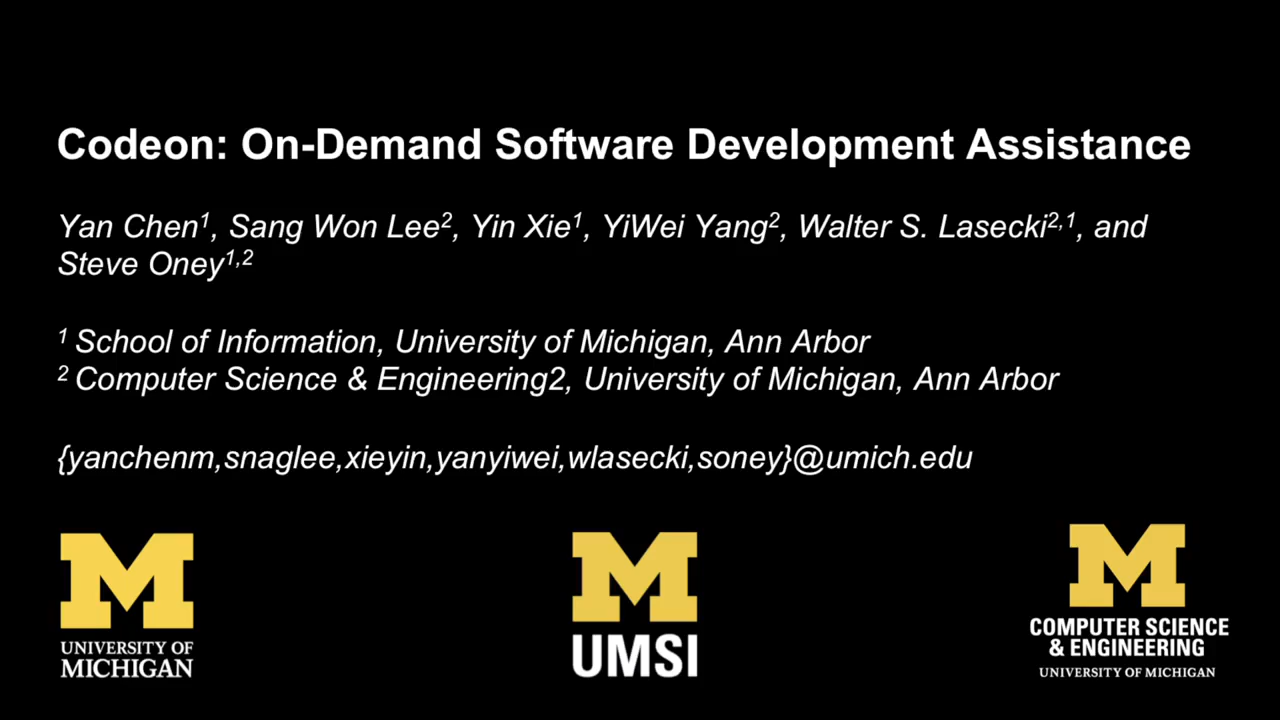 Codeon: On-Demand Software Development Assistance
Yan Chen¹, Sang Won Lee², Yin Xie¹, YiWei Yang², Walter S. Lasecki²,¹, and
Steve Oney¹,²
¹ School of Information, University of Michigan, Ann Arbor
² Computer Science & Engineering2, University of Michigan, Ann Arbor
{yanchenm,snaglee,xieyin,yanyiwei,wlasecki,soney}@umich.edu
M
UNIVERSITY OF
MICHIGAN
M
UMSI
M
COMPUTER SCIENCE
& ENGINEERING
UNIVERSITY OF MICHIGAN